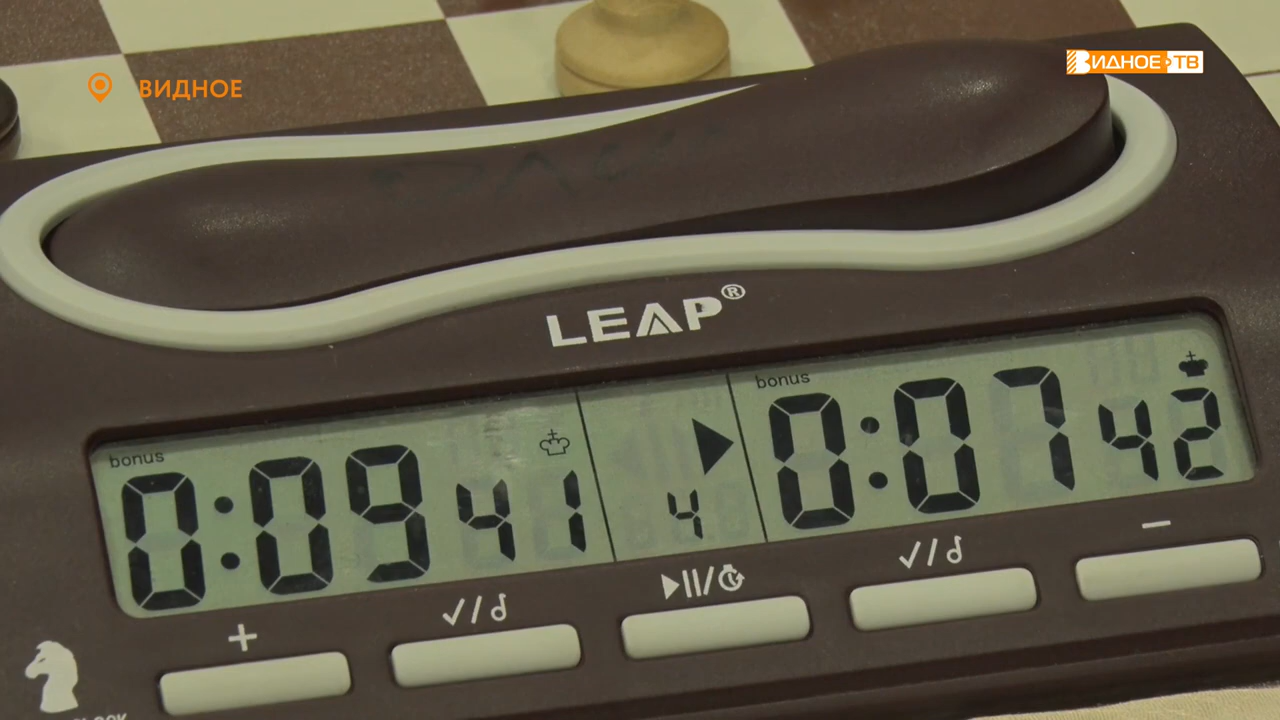 ВИДНОЕ
ВИДНОЕ ТВ
LEAP®
bonus
0:09 41
4
bonus
0:07 42
+
✓/♪
▶II/
✓/♪
−